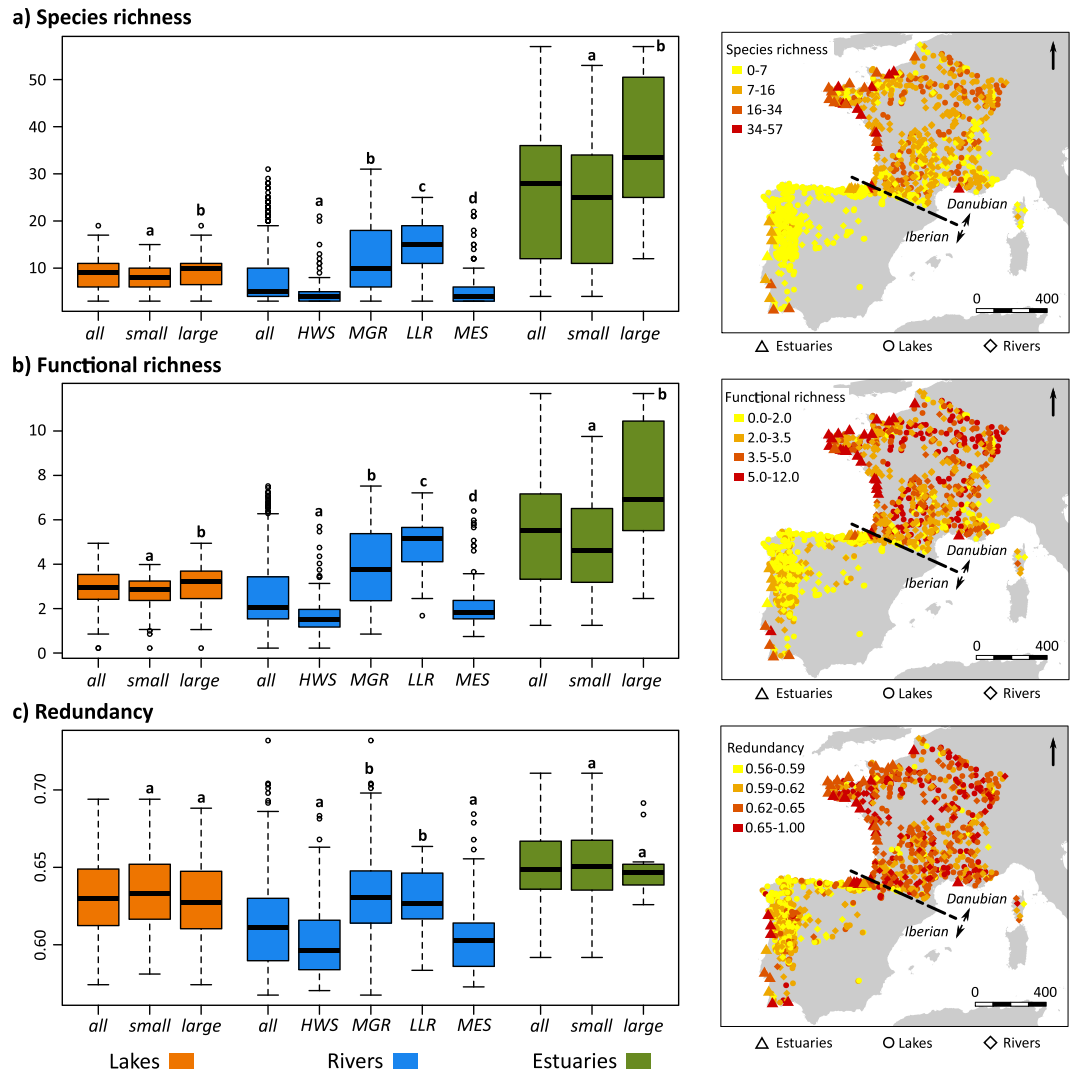 a) Species richness
50
40
30
20
10
a
b
a
b
c
d
a
b
all
small
large
all
HWS
MGR
LLR
MES
all
small
large
Species richness
0-7
7-16
16-34
34-57
Danubian
Iberian
0 400
Estuaries
Lakes
Rivers
b) Functional richness
10
8
6
4
2
0
a
b
a
b
c
d
a
b
all
small
large
all
HWS
MGR
LLR
MES
all
small
large
Functional richness
0.0-2.0
2.0-3.5
3.5-5.0
5.0-12.0
Danubian
Iberian
0 400
Estuaries
Lakes
Rivers
c) Redundancy
0.70
0.65
0.60
a
a
a
b
b
a
a
a
all
small
large
all
HWS
MGR
LLR
MES
all
small
large
Redundancy
0.56-0.59
0.59-0.62
0.62-0.65
0.65-1.00
Danubian
Iberian
0 400
Estuaries
Lakes
Rivers
Lakes
Rivers
Estuaries